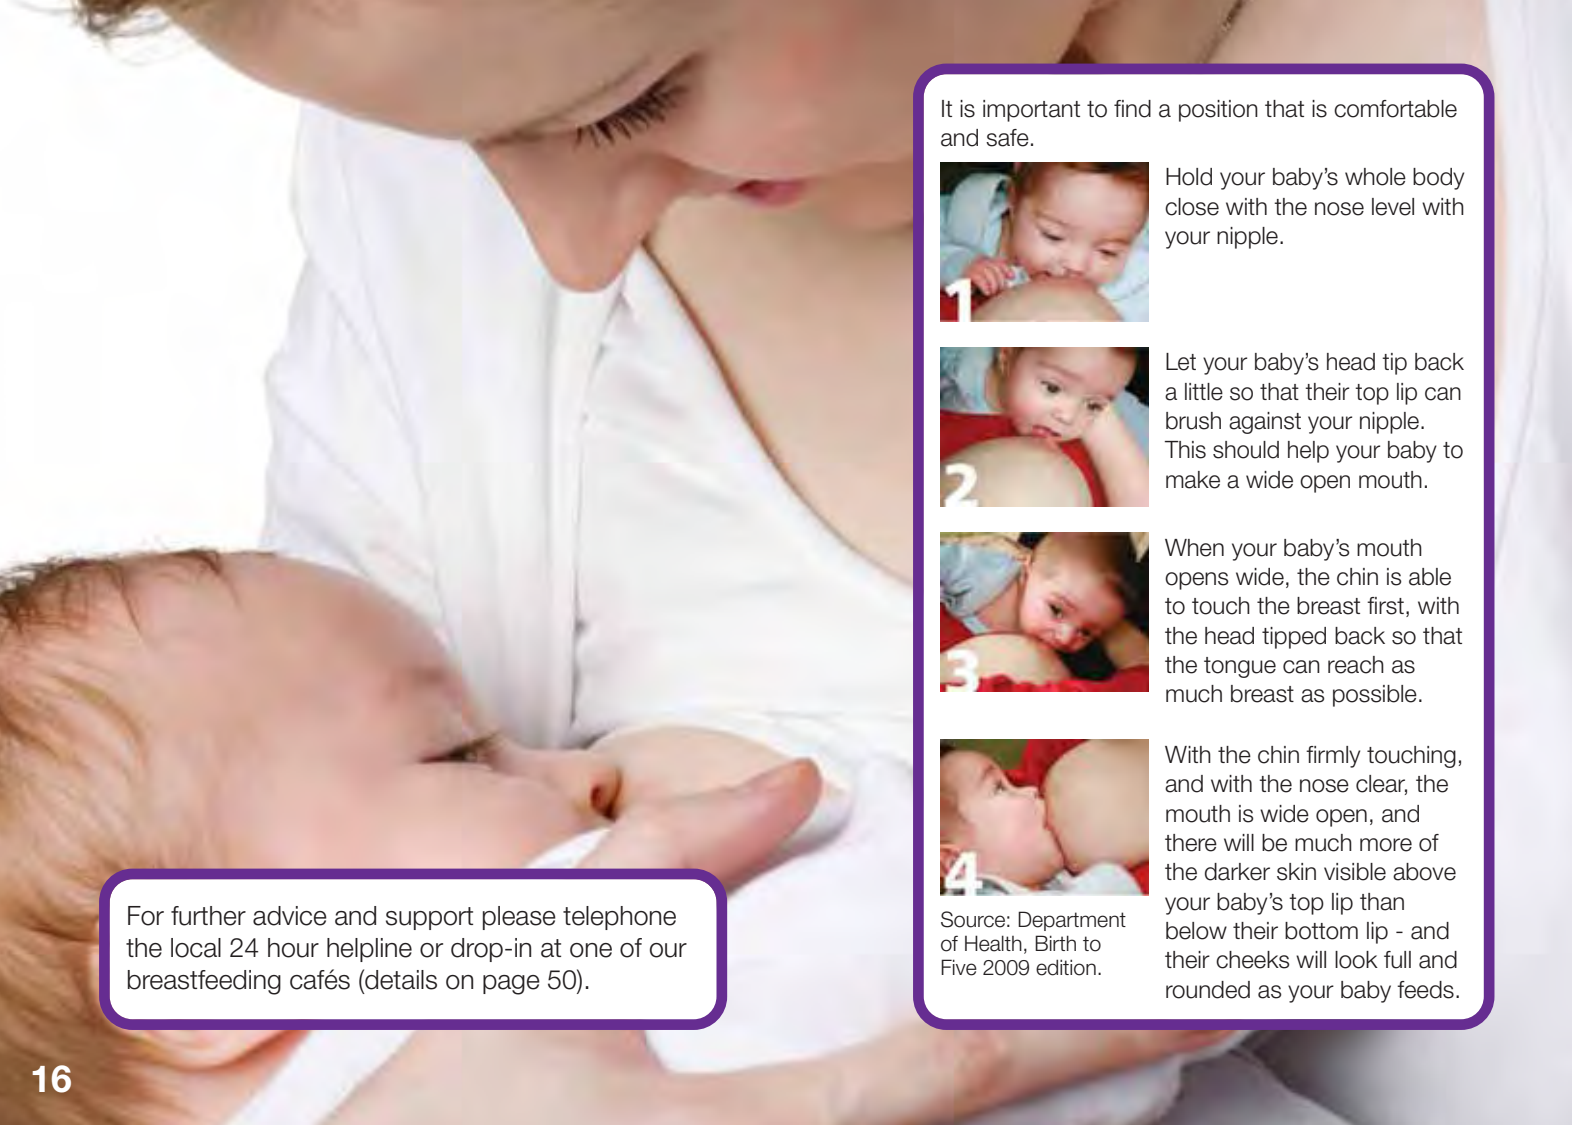 It is important to find a position that is comfortable
and safe.
1
Hold your baby’s whole body
close with the nose level with
your nipple.
2
Let your baby’s head tip back
a little so that their top lip can
brush against your nipple.
This should help your baby to
make a wide open mouth.
3
When your baby’s mouth
opens wide, the chin is able
to touch the breast first, with
the head tipped back so that
the tongue can reach as
much breast as possible.
4
With the chin firmly touching,
and with the nose clear, the
mouth is wide open, and
there will be much more of
the darker skin visible above
your baby’s top lip than
below their bottom lip - and
their cheeks will look full and
rounded as your baby feeds.
Source: Department
of Health, Birth to
Five 2009 edition.
For further advice and support please telephone
the local 24 hour helpline or drop-in at one of our
breastfeeding cafés (details on page 50).
16